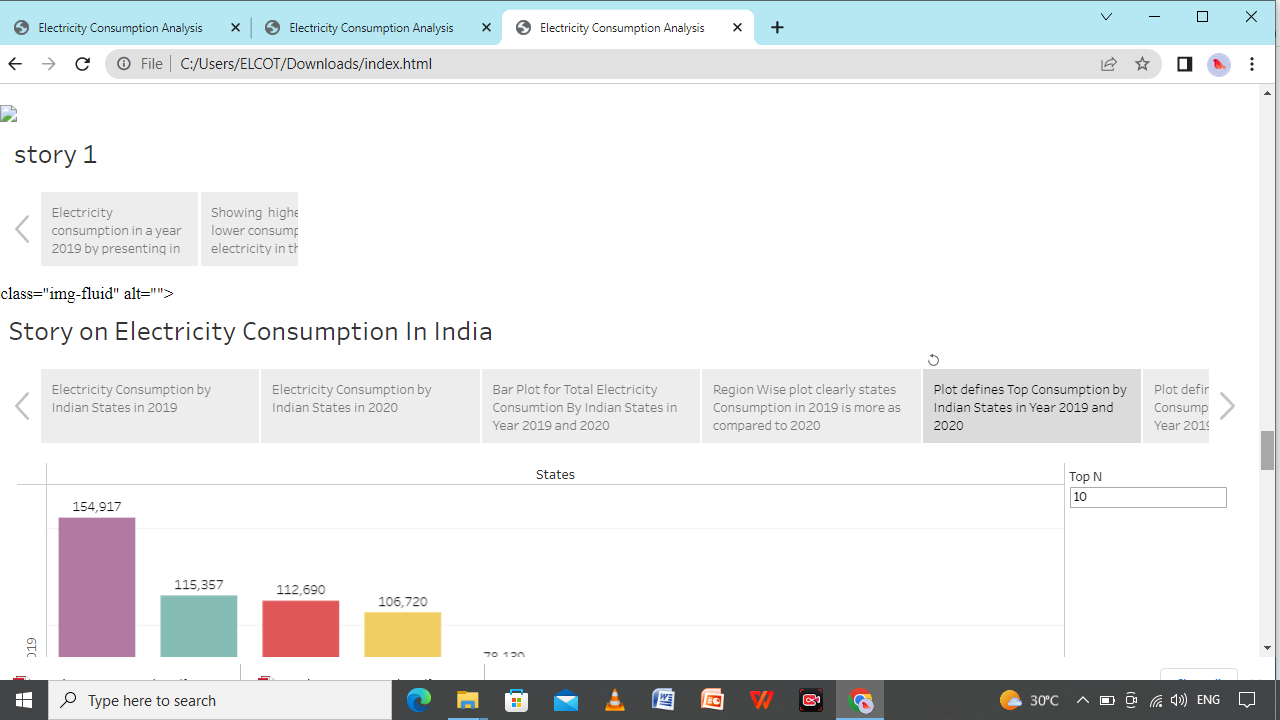 Electricity Consumption Analysis
Electricity Consumption Analysis
Electricity Consumption Analysis
File
C:/Users/ELCOT/Downloads/index.html
story 1
Electricity
consumption in a year
2019 by presenting in
Showing highe
lower consump
electricity in th
class="img-fluid" alt="">
Story on Electricity Consumption In India
Electricity Consumption by
Indian States in 2019
Electricity Consumption by
Indian States in 2020
Bar Plot for Total Electricity
Consumtion By Indian States in
Year 2019 and 2020
Region Wise plot clearly states
Consumption in 2019 is more as
compared to 2020
Plot defines Top Consumption by
Indian States in Year 2019 and
2020
Plot defin
Consump
Year 2019
States
Top N
10
154,917
115,357
112,690
106,720
78,130
019
Type here to search
30°C
ENG